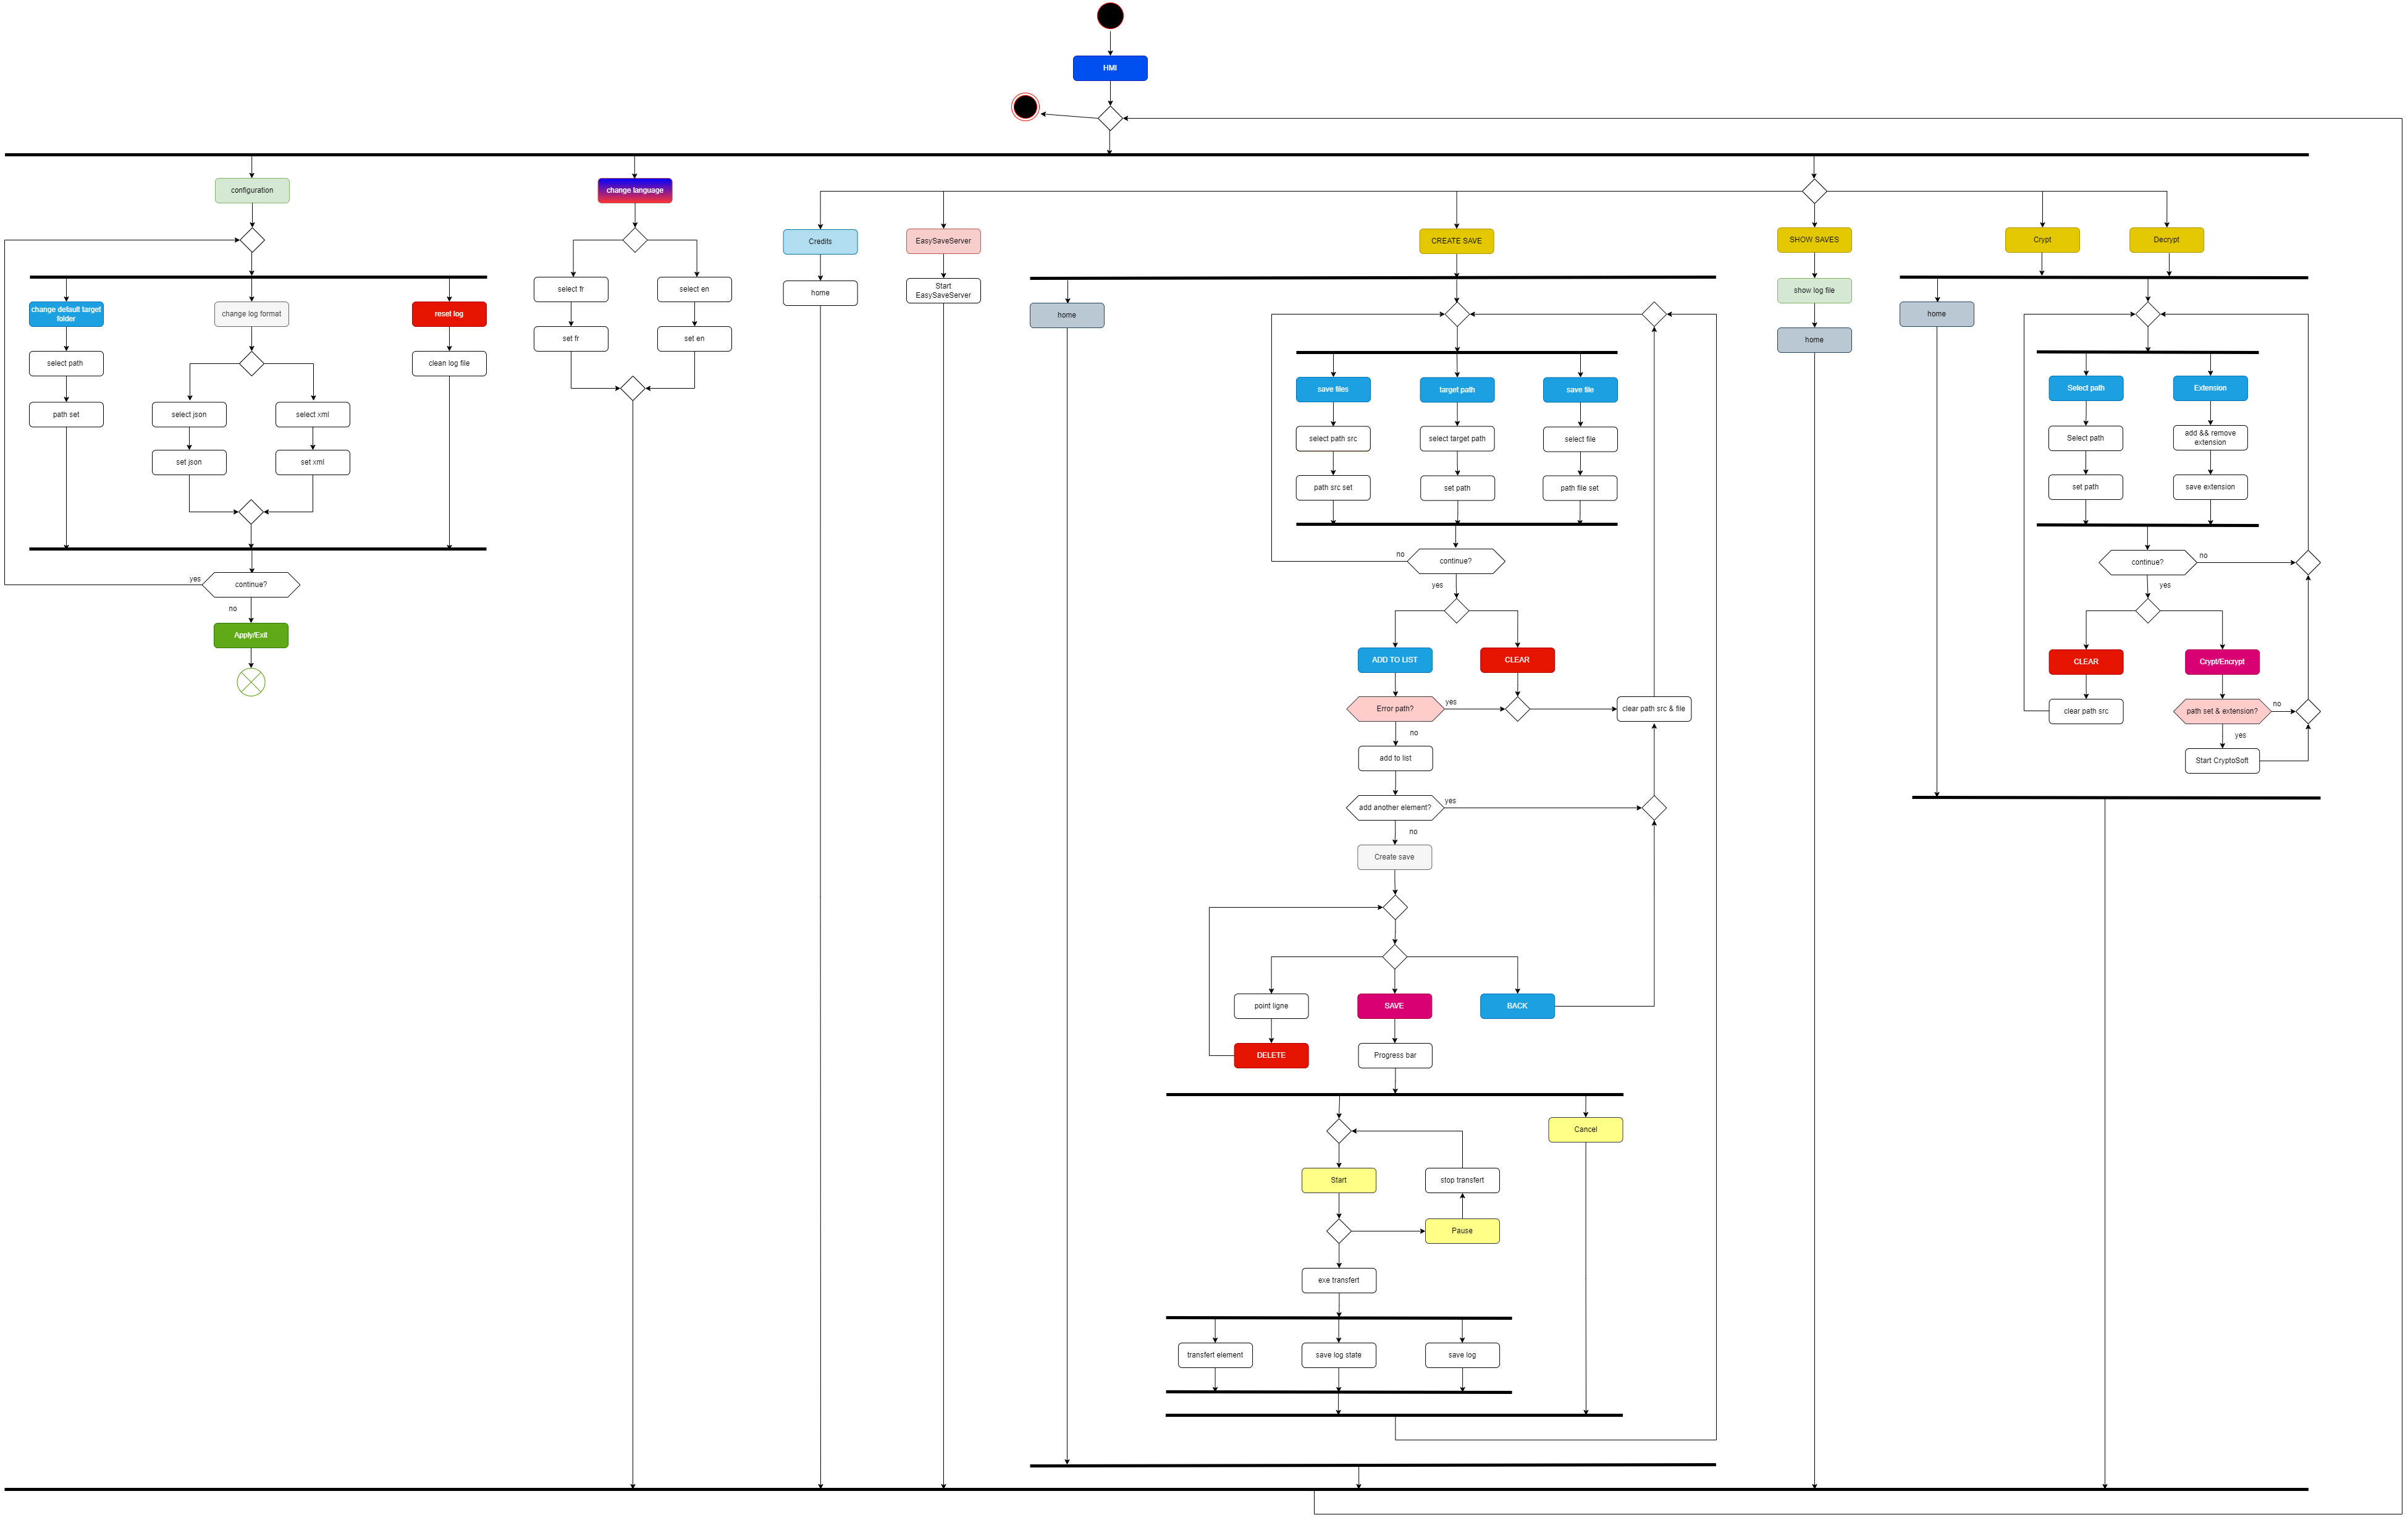 HMI
configuration
change language
Credits
EasySaveServer
CREATE SAVE
SHOW SAVES
Crypt
Decrypt
change default target
folder
change log format
reset log
select path
clean log file
path set
select json
select xml
set json
set xml
yes
continue?
no
Apply/Exit
select fr
select en
set fr
set en
home
Start
EasySaveServer
home
save files
target path
save file
select path src
select target path
select file
path src set
set path
path file set
no
continue?
yes
ADD TO LIST
CLEAR
Error path?
yes
clear path src & file
no
add to list
add another element?
yes
no
Create save
point ligne
SAVE
BACK
DELETE
Progress bar
Cancel
Start
stop transfert
Pause
exe transfert
transfert element
save log state
save log
show log file
home
home
Select path
Extension
Select path
add && remove
extension
set path
save extension
continue?
no
yes
CLEAR
Crypt/Encrypt
clear path src
path set & extension?
no
yes
Start CryptoSoft